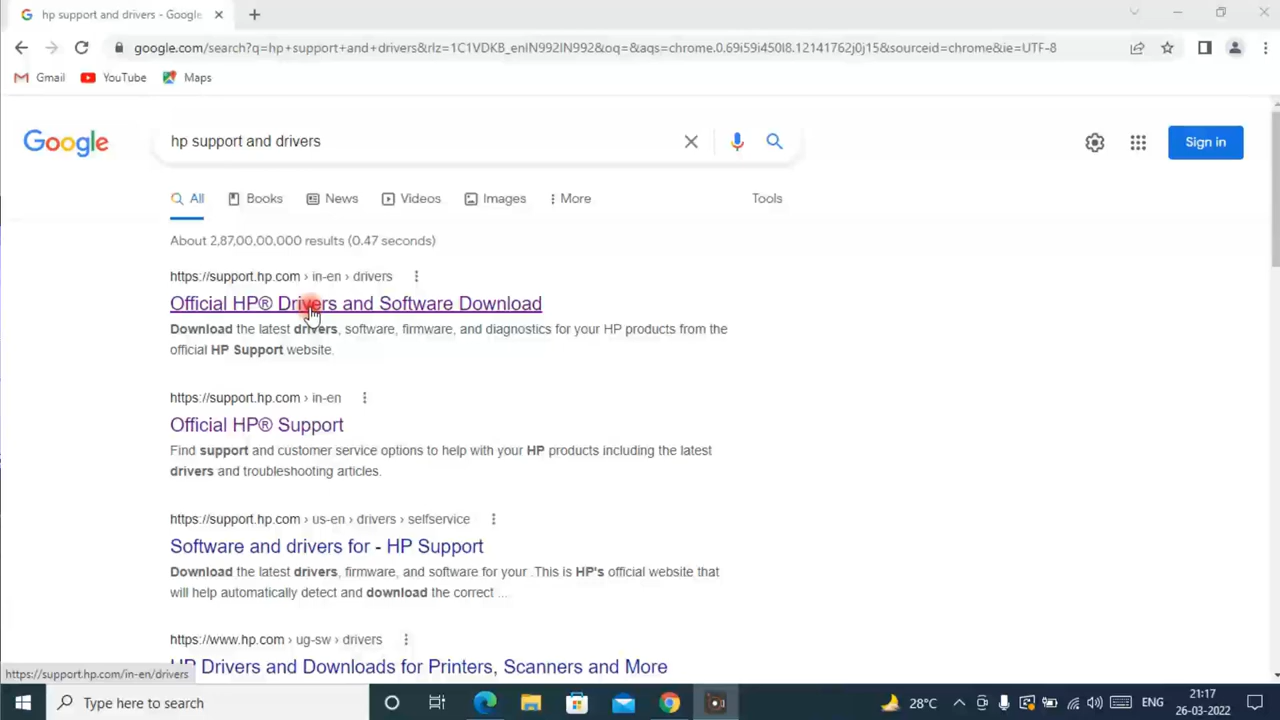 hp support and drivers - Google
google.com/search?q=hp+support+and+drivers&rlz=1C1VDKB_enIN992IN992&oq=&aqs=chrome.0.69i59i450l8.12141762j0j15&sourceid=chrome&ie=UTF-8
Gmail YouTube Maps
Google hp support and drivers Sign in
All Books News Videos Images More Tools
About 2,87,00,00,000 results (0.47 seconds)
https://support.hp.com › in-en › drivers
Official HP® Drivers and Software Download
Download the latest drivers, software, firmware, and diagnostics for your HP products from the
official HP Support website.
https://support.hp.com › in-en
Official HP® Support
Find support and customer service options to help with your HP products including the latest
drivers and troubleshooting articles.
https://support.hp.com › us-en › drivers › selfservice
Software and drivers for - HP Support
Download the latest drivers, firmware, and software for your .This is HP's official website that
will help automatically detect and download the correct ...
https://www.hp.com › ug-sw › drivers
HP Drivers and Downloads for Printers, Scanners and More
https://support.hp.com/in-en/drivers
Type here to search 28°C ENG 21:17
26-03-2022